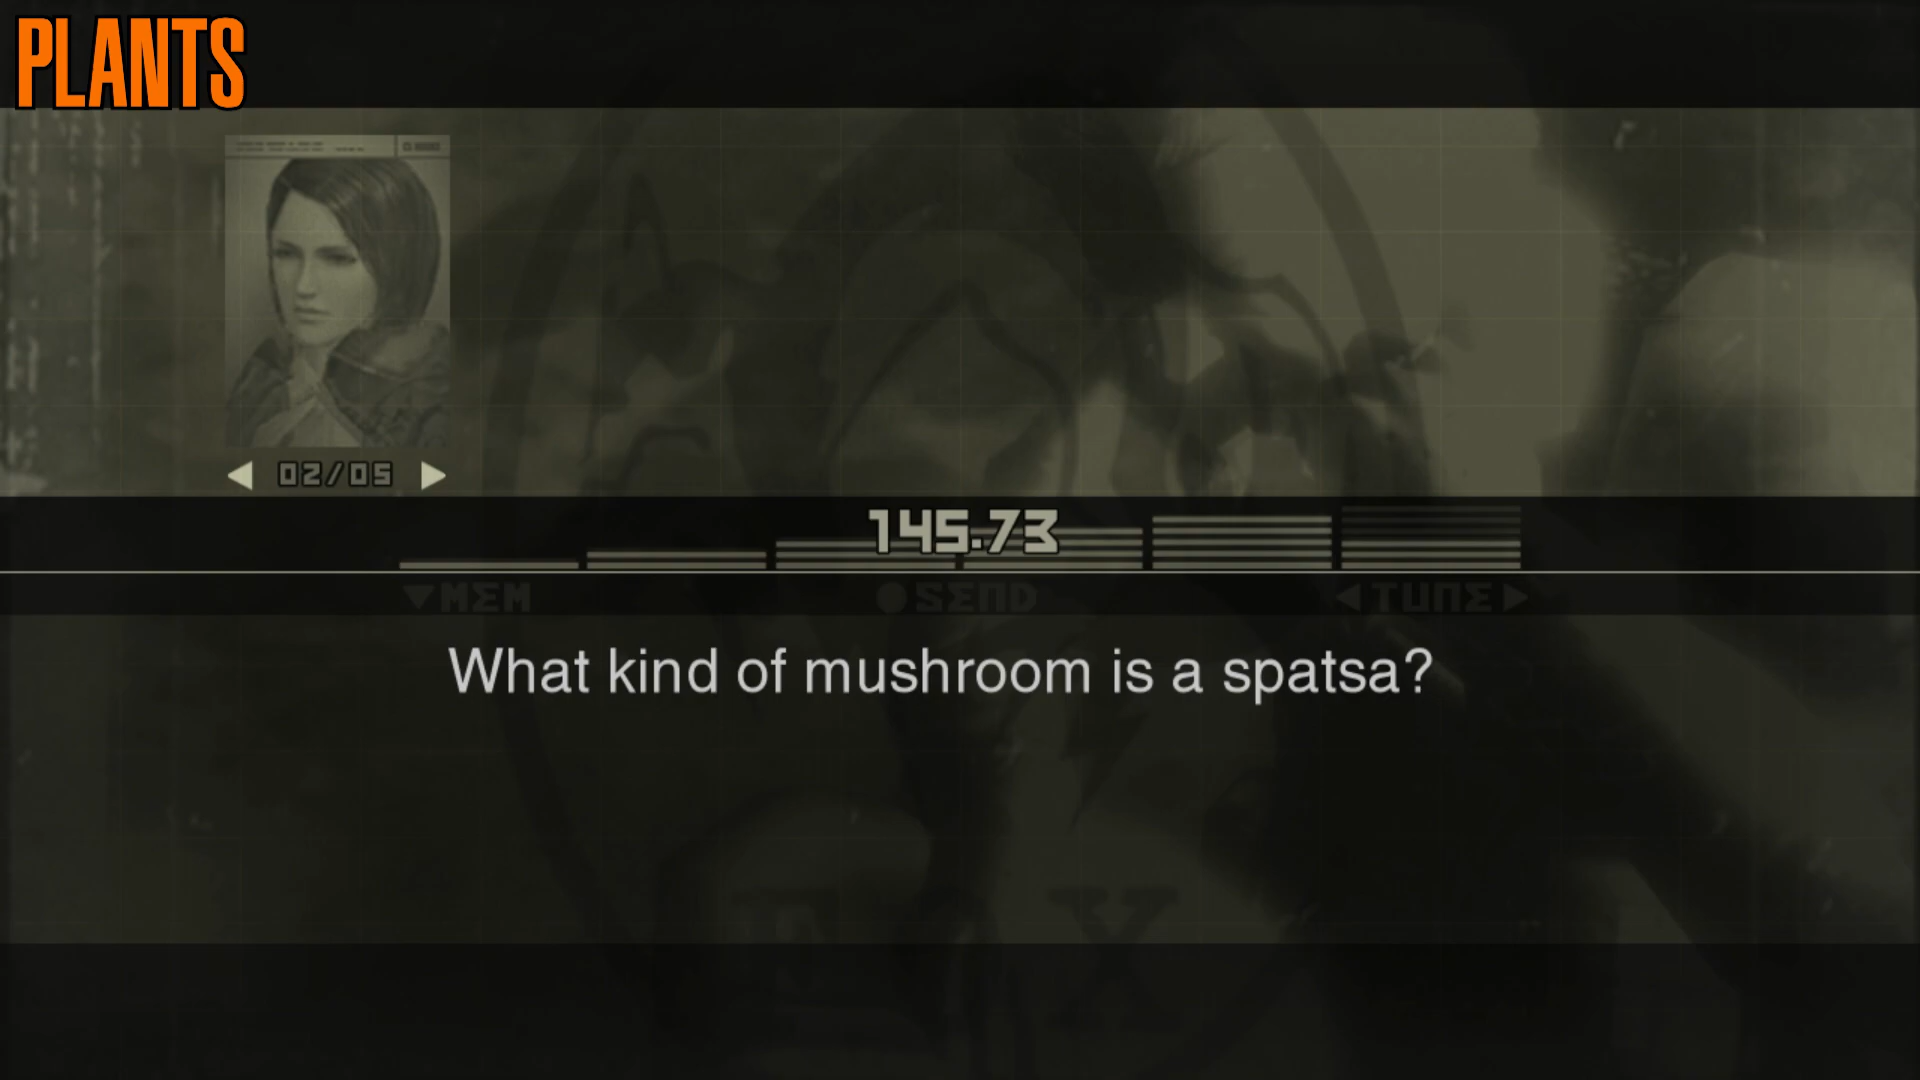 PLANTS
02/05
145.73
MEM
SEND
TUNE
What kind of mushroom is a spatsa?